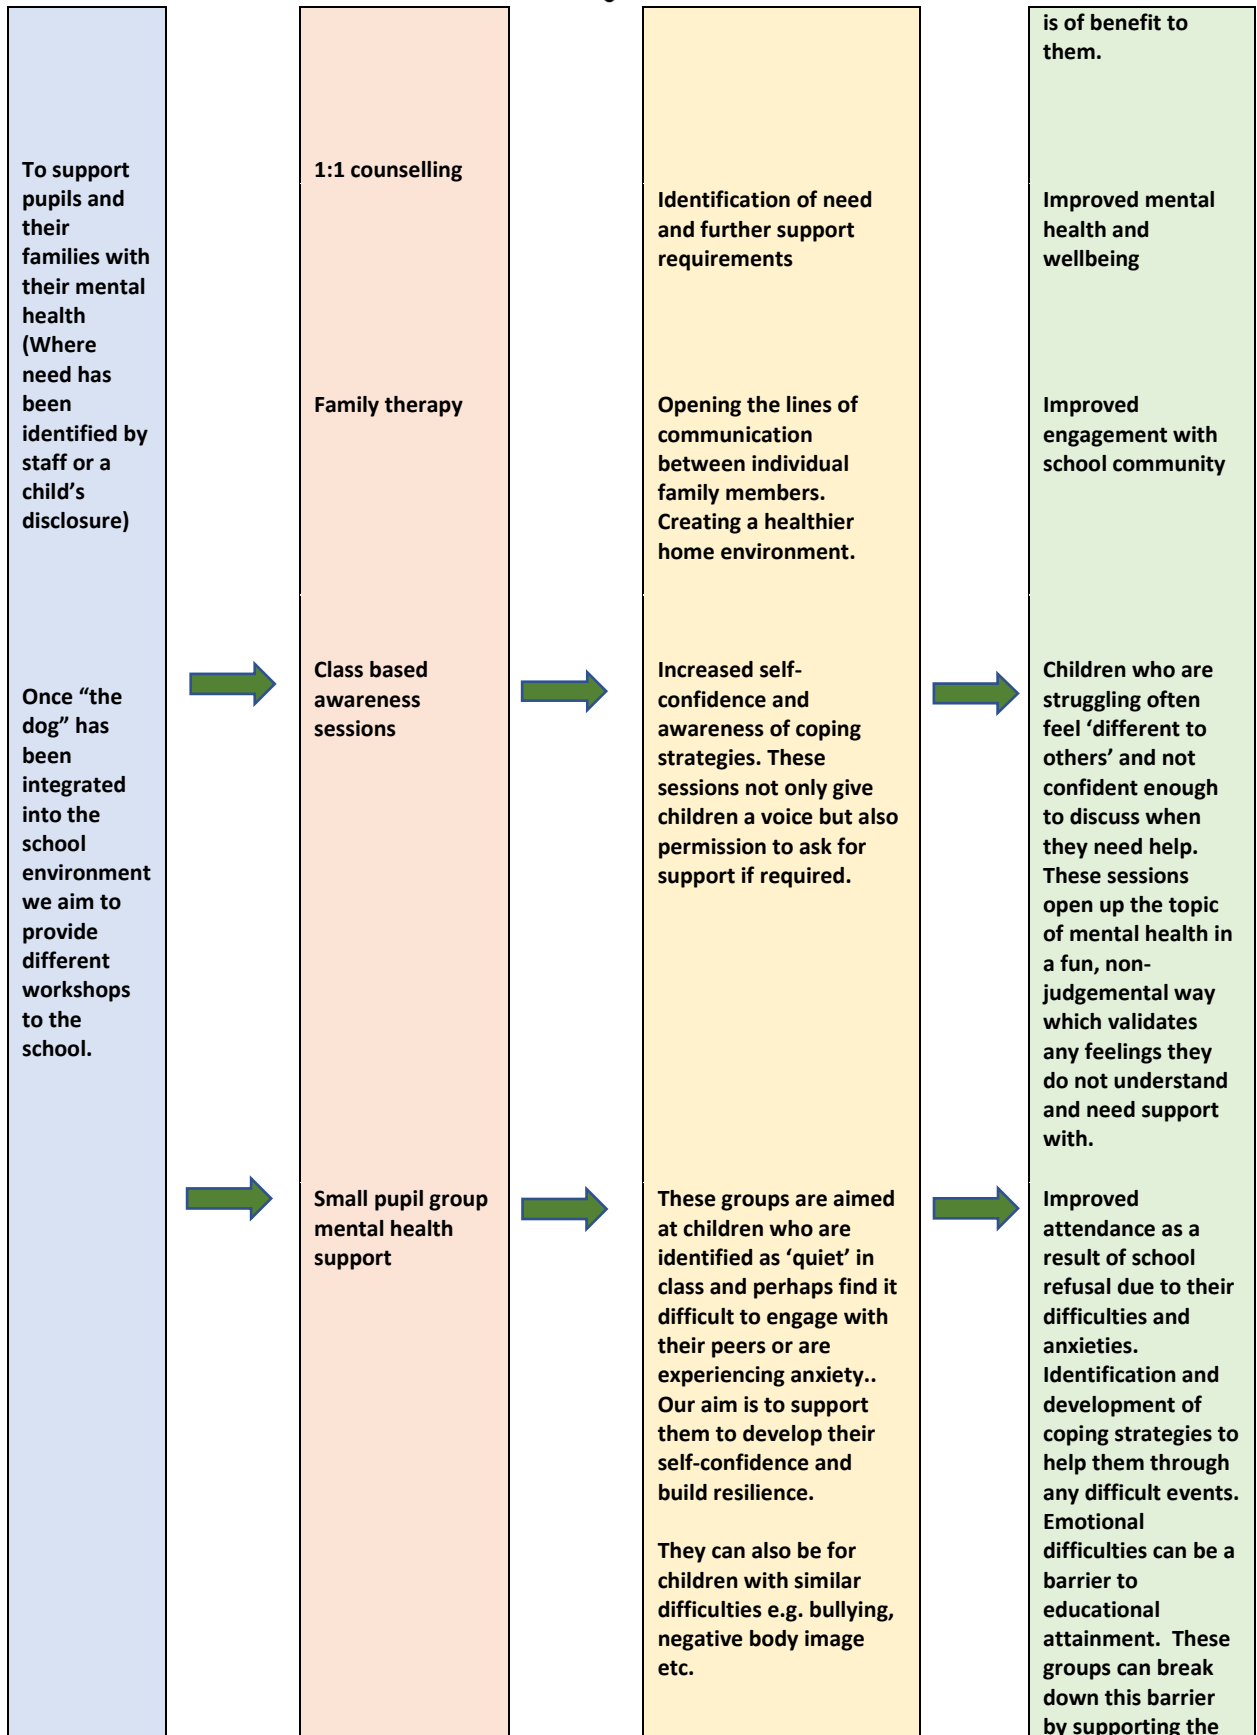 is of benefit to
them.
To support
pupils and
their
families with
their mental
health
(Where
need has
been
identified by
staff or a
child’s
disclosure)
1:1 counselling
Identification of need
and further support
requirements
Improved mental
health and
wellbeing
Family therapy
Opening the lines of
communication
between individual
family members.
Creating a healthier
home environment.
Improved
engagement with
school community
Once “the
dog” has
been
integrated
into the
school
environment
we aim to
provide
different
workshops
to the
school.
Class based
awareness
sessions
Increased self-
confidence and
awareness of coping
strategies. These
sessions not only give
children a voice but also
permission to ask for
support if required.
Children who are
struggling often
feel ‘different to
others’ and not
confident enough
to discuss when
they need help.
These sessions
open up the topic
of mental health in
a fun, non-
judgemental way
which validates
any feelings they
do not understand
and need support
with.
Small pupil group
mental health
support
These groups are aimed
at children who are
identified as ‘quiet’ in
class and perhaps find it
difficult to engage with
their peers or are
experiencing anxiety..
Our aim is to support
them to develop their
self-confidence and
build resilience.
They can also be for
children with similar
difficulties e.g. bullying,
negative body image
etc.
Improved
attendance as a
result of school
refusal due to their
difficulties and
anxieties.
Identification and
development of
coping strategies to
help them through
any difficult events.
Emotional
difficulties can be a
barrier to
educational
attainment.  These
groups can break
down this barrier
by supporting the